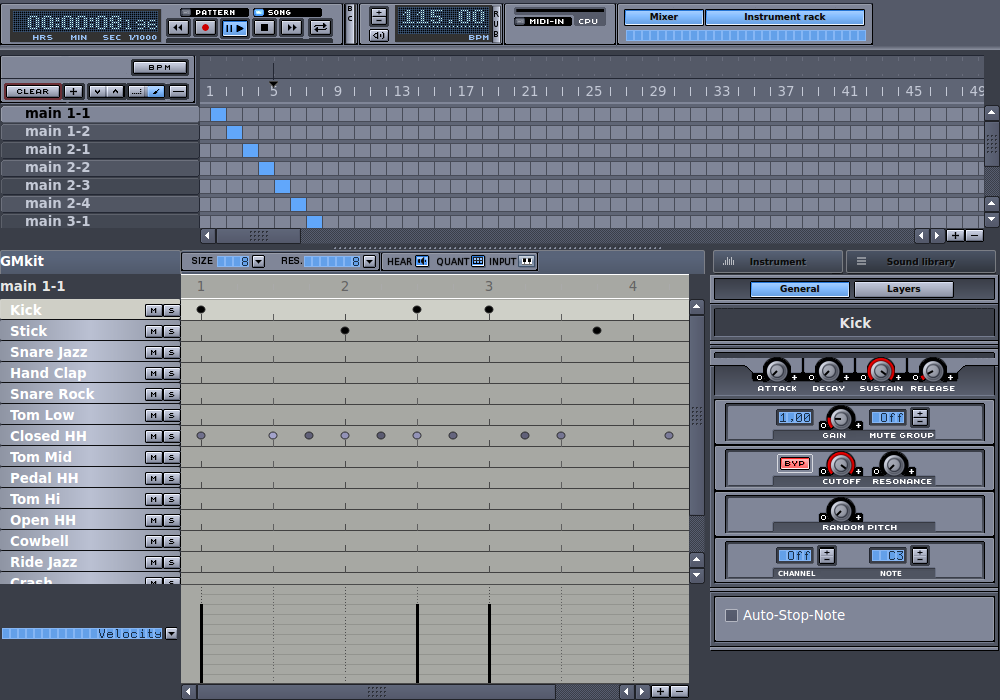 00:00:08 198
HRS MIN SEC 1/1000
PATTERN SONG
BC
115.00
BPM
RUB
MIDI-IN CPU
Mixer Instrument rack
BPM
CLEAR
1 5 9 13 17 21 25 29 33 37 41 45 49
main 1-1
main 1-2
main 2-1
main 2-2
main 2-3
main 2-4
main 3-1
GMkit
SIZE 8 RES. 8 HEAR QUANT INPUT
main 1-1
1 2 3 4
Kick M S
Stick M S
Snare Jazz M S
Hand Clap M S
Snare Rock M S
Tom Low M S
Closed HH M S
Tom Mid M S
Pedal HH M S
Tom Hi M S
Open HH M S
Cowbell M S
Ride Jazz M S
Crash M S
Velocity
Instrument Sound library
General Layers
Kick
ATTACK DECAY SUSTAIN RELEASE
1.00 Off
GAIN MUTE GROUP
BYP
CUTOFF RESONANCE
RANDOM PITCH
Off C3
CHANNEL NOTE
Auto-Stop-Note